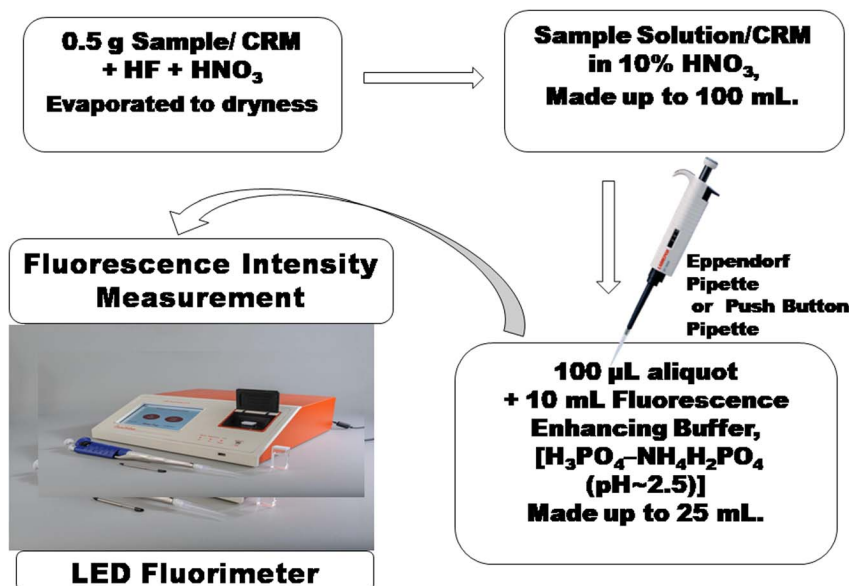 0.5 g Sample/ CRM
+ HF + HNO₃
Evaporated to dryness
Sample Solution/CRM
in 10% HNO₃,
Made up to 100 mL.
Eppendorf
Pipette
or Push Button
Pipette
100 µL aliquot
+ 10 mL Fluorescence
Enhancing Buffer,
[H₃PO₄–NH₄H₂PO₄
(pH~2.5)]
Made up to 25 mL.
Fluorescence Intensity
Measurement
LED Fluorimeter